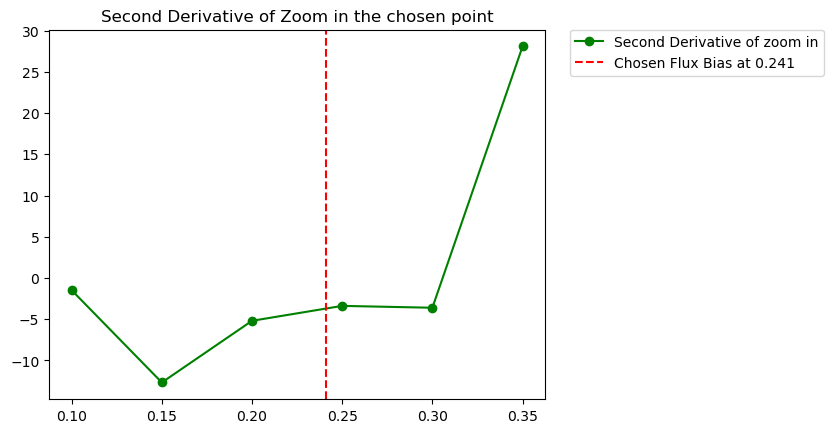 Second Derivative of Zoom in the chosen point
Second Derivative of zoom in
Chosen Flux Bias at 0.241
30
25
20
15
10
5
0
−5
−10
0.10 0.15 0.20 0.25 0.30 0.35